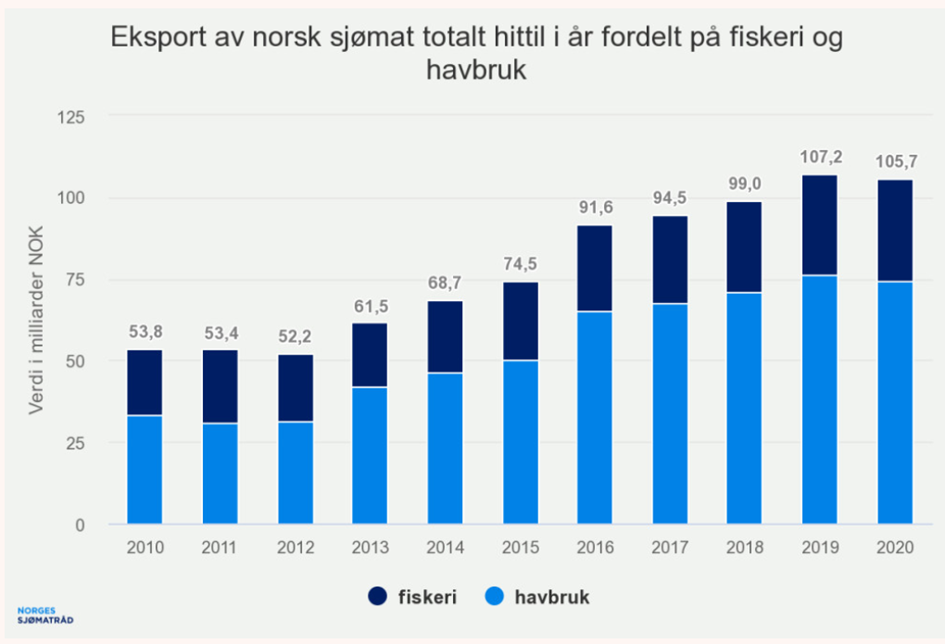 Eksport av norsk sjømat totalt hittil i år fordelt på fiskeri og
havbruk
Verdi i milliarder NOK
125
100
75
50
25
0
53,8
53,4
52,2
61,5
68,7
74,5
91,6
94,5
99,0
107,2
105,7
2010 2011 2012 2013 2014 2015 2016 2017 2018 2019 2020
fiskeri havbruk
NORGES
SJØMATRÅD